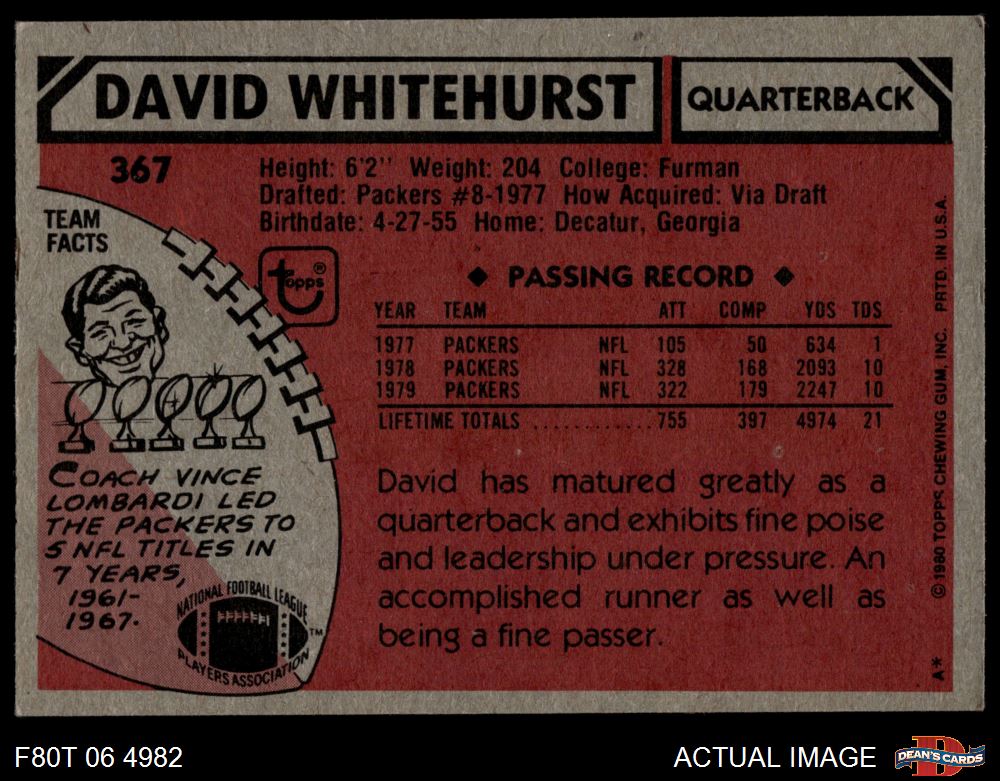 DAVID WHITEHURST
QUARTERBACK
367
Height: 6'2'' Weight: 204 College: Furman
Drafted: Packers #8-1977 How Acquired: Via Draft
Birthdate: 4-27-55 Home: Decatur, Georgia
TEAM
FACTS
topps®
◆ PASSING RECORD ◆
YEAR TEAM ATT COMP YDS TDS
1977 PACKERS NFL 105 50 634 1
1978 PACKERS NFL 328 168 2093 10
1979 PACKERS NFL 322 179 2247 10
LIFETIME TOTALS ............ 755 397 4974 21
COACH VINCE
LOMBARDI LED
THE PACKERS TO
5 NFL TITLES IN
7 YEARS,
1961-
1967.
NATIONAL FOOTBALL LEAGUE
PLAYERS ASSOCIATION
TM
David has matured greatly as a
quarterback and exhibits fine poise
and leadership under pressure. An
accomplished runner as well as
being a fine passer.
A* © 1980 TOPPS CHEWING GUM, INC. PRTD. IN U.S.A.
F80T 06 4982
ACTUAL IMAGE
D
DEAN'S CARDS